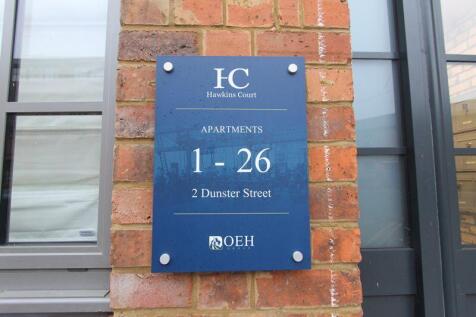 HC
Hawkins Court
APARTMENTS
1 - 26
2 Dunster Street
OEH